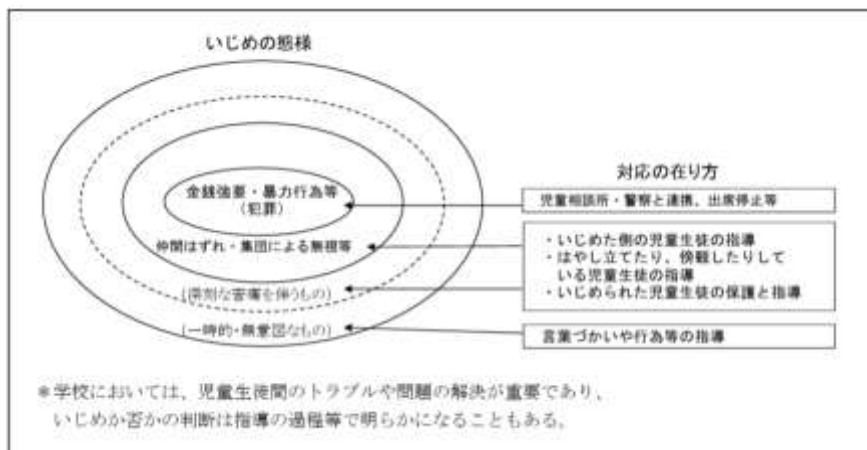 いじめの態様
金銭強要・暴力行為等
(犯罪)
仲間はずれ・集団による無視等
(深刻な苦痛を伴うもの)
(一時的・無意図なもの)
対応の在り方
児童相談所・警察と連携、出席停止等
・いじめた側の児童生徒の指導
・はやし立てたり、傍観したりして
いる児童生徒の指導
・いじめられた児童生徒の保護と指導
言葉づかいや行為等の指導
*学校においては、児童生徒間のトラブルや問題の解決が重要であり、
いじめか否かの判断は指導の過程等で明らかになることもある。